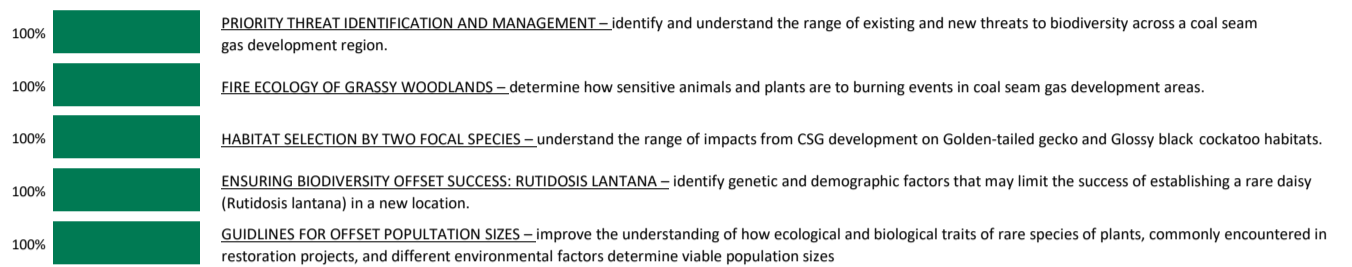 100%
PRIORITY THREAT IDENTIFICATION AND MANAGEMENT – identify and understand the range of existing and new threats to biodiversity across a coal seam
gas development region.
100%
FIRE ECOLOGY OF GRASSY WOODLANDS – determine how sensitive animals and plants are to burning events in coal seam gas development areas.
100%
HABITAT SELECTION BY TWO FOCAL SPECIES – understand the range of impacts from CSG development on Golden-tailed gecko and Glossy black cockatoo habitats.
100%
ENSURING BIODIVERSITY OFFSET SUCCESS: RUTIDOSIS LANTANA – identify genetic and demographic factors that may limit the success of establishing a rare daisy
(Rutidosis lantana) in a new location.
100%
GUIDLINES FOR OFFSET POPULTATION SIZES – improve the understanding of how ecological and biological traits of rare species of plants, commonly encountered in
restoration projects, and different environmental factors determine viable population sizes